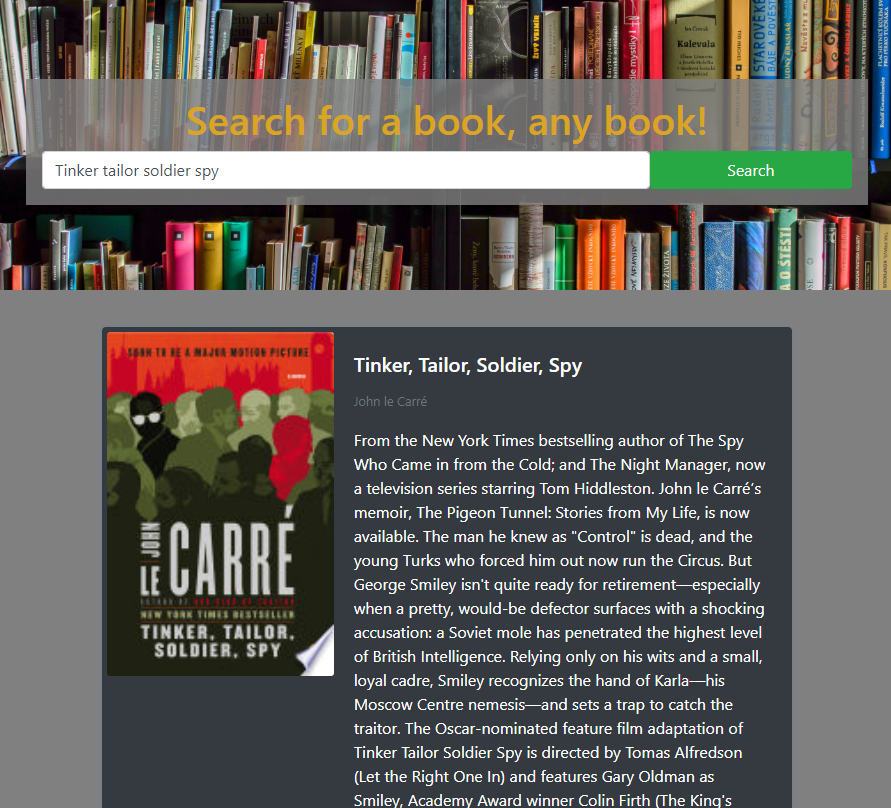 Ivo Čermák
Kalevala
ŽIVÝ VESMÍR
STAROVĚKÉ
BÁJE A POVĚSTI
Search for a book, any book!
Tinker tailor soldier spy
Search
O ŠTĚSTÍ
SOON TO BE A MAJOR MOTION PICTURE
JOHN
LE CARRÉ
NEW YORK TIMES BESTSELLER
TINKER, TAILOR,
SOLDIER, SPY
Tinker, Tailor, Soldier, Spy
John le Carré
From the New York Times bestselling author of The Spy
Who Came in from the Cold; and The Night Manager, now
a television series starring Tom Hiddleston. John le Carré’s
memoir, The Pigeon Tunnel: Stories from My Life, is now
available. The man he knew as "Control" is dead, and the
young Turks who forced him out now run the Circus. But
George Smiley isn't quite ready for retirement—especially
when a pretty, would-be defector surfaces with a shocking
accusation: a Soviet mole has penetrated the highest level
of British Intelligence. Relying only on his wits and a small,
loyal cadre, Smiley recognizes the hand of Karla—his
Moscow Centre nemesis—and sets a trap to catch the
traitor. The Oscar-nominated feature film adaptation of
Tinker Tailor Soldier Spy is directed by Tomas Alfredson
(Let the Right One In) and features Gary Oldman as
Smiley, Academy Award winner Colin Firth (The King's